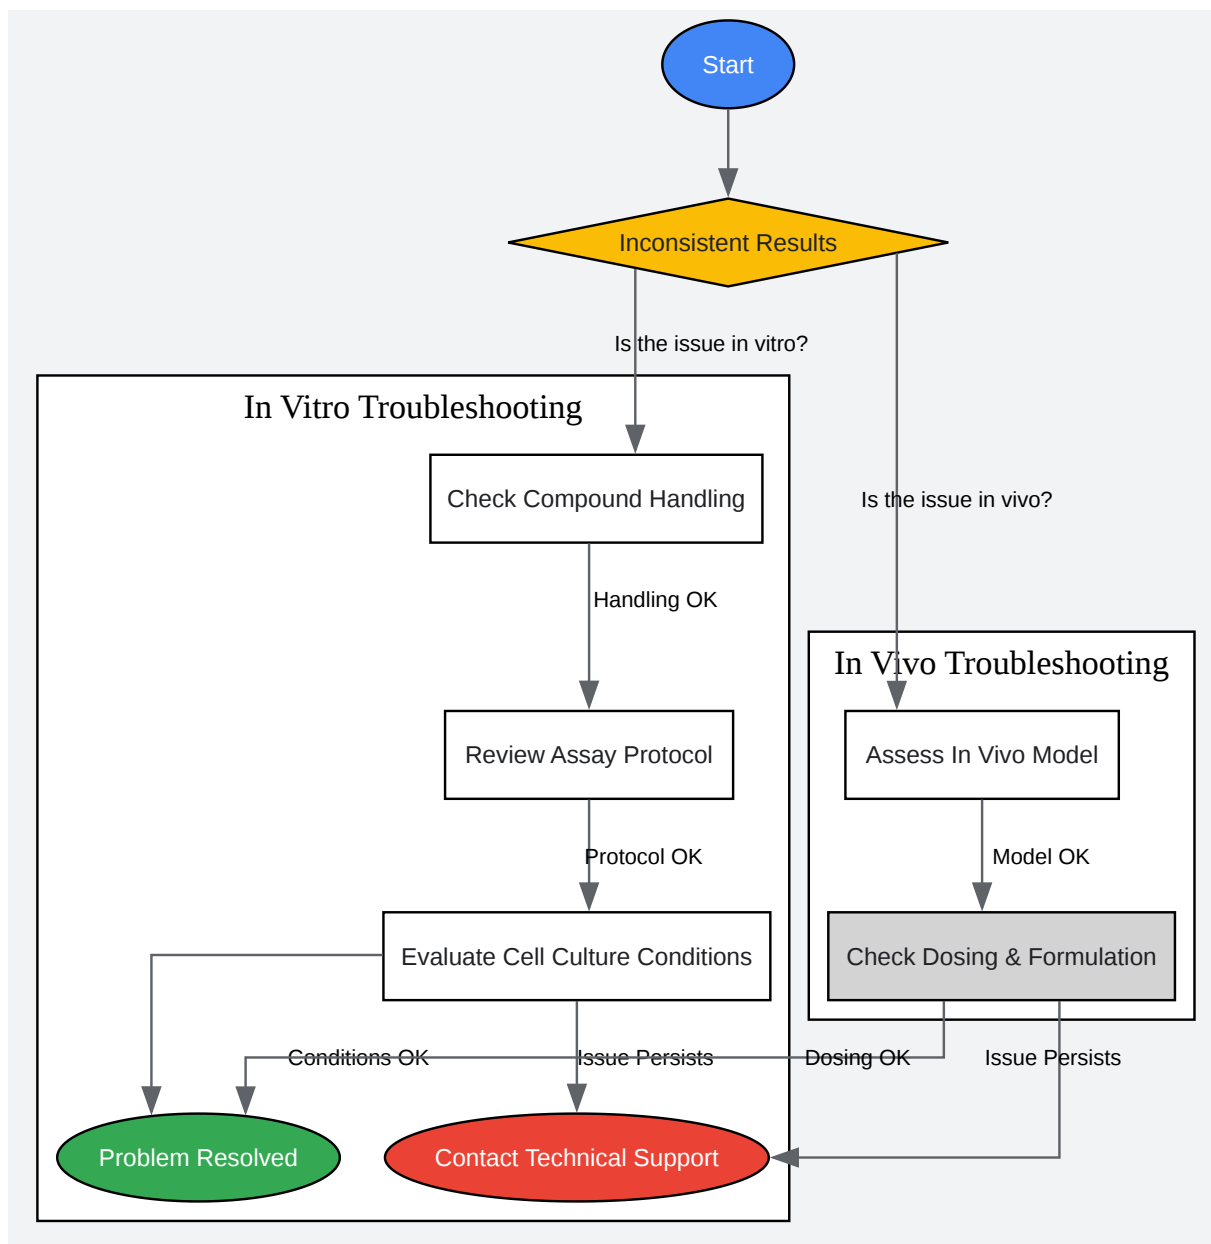 Start
Inconsistent Results
Is the issue in vitro?
In Vitro Troubleshooting
Check Compound Handling
Is the issue in vivo?
Handling OK
In Vivo Troubleshooting
Review Assay Protocol
Assess In Vivo Model
Protocol OK
Model OK
Evaluate Cell Culture Conditions
Check Dosing & Formulation
Conditions OK
Issue Persists
Dosing OK
Issue Persists
Problem Resolved
Contact Technical Support